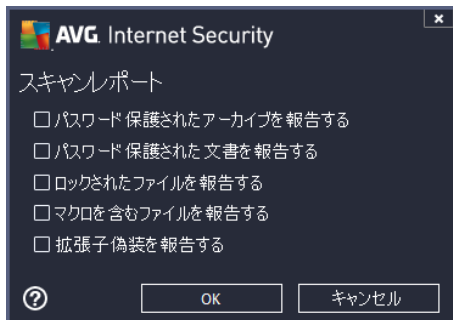 AVG. Internet Security
スキャンレポート
パスワード保護されたアーカイブを報告する
パスワード保護された文書を報告する
ロックされたファイルを報告する
マクロを含むファイルを報告する
拡張子偽装を報告する
OK キャンセル